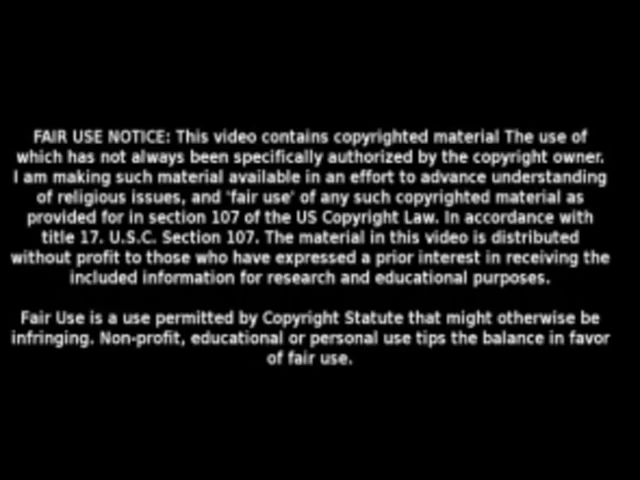 FAIR USE NOTICE: This video contains copyrighted material The use of
which has not always been specifically authorized by the copyright owner.
I am making such material available in an effort to advance understanding
of religious issues, and 'fair use' of any such copyrighted material as
provided for in section 107 of the US Copyright Law. In accordance with
title 17. U.S.C. Section 107. The material in this video is distributed
without profit to those who have expressed a prior interest in receiving the
included information for research and educational purposes.
Fair Use is a use permitted by Copyright Statute that might otherwise be
infringing. Non-profit, educational or personal use tips the balance in favor
of fair use.